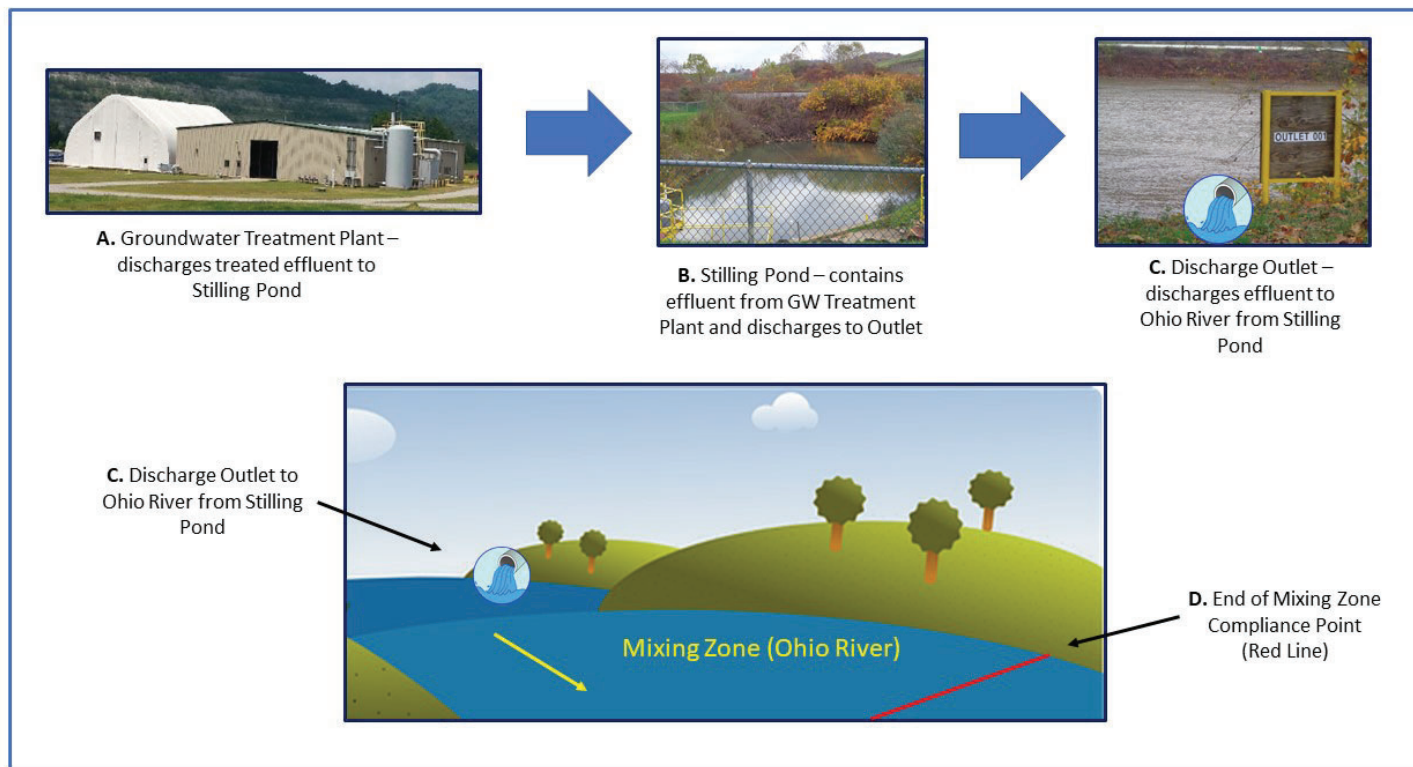 OUTLET 001
A. Groundwater Treatment Plant –
discharges treated effluent to
Stilling Pond
B. Stilling Pond – contains
effluent from GW Treatment
Plant and discharges to Outlet
C. Discharge Outlet –
discharges effluent to
Ohio River from Stilling
Pond
C. Discharge Outlet to
Ohio River from Stilling
Pond
Mixing Zone (Ohio River)
D. End of Mixing Zone
Compliance Point
(Red Line)